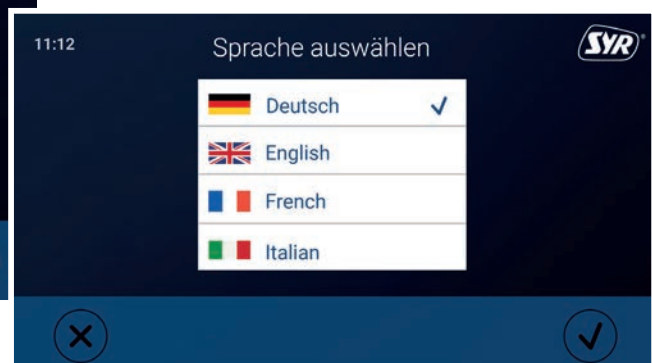 11:12
Sprache auswählen
SYR
Deutsch
English
French
Italian